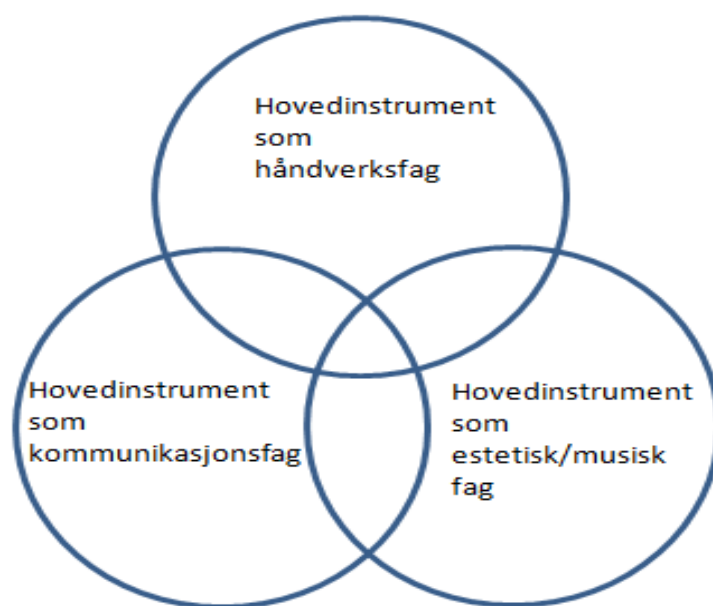 Hovedinstrument
som
håndverksfag
Hovedinstrument
som
kommunikasjonsfag
Hovedinstrument
som
estetisk/musisk
fag